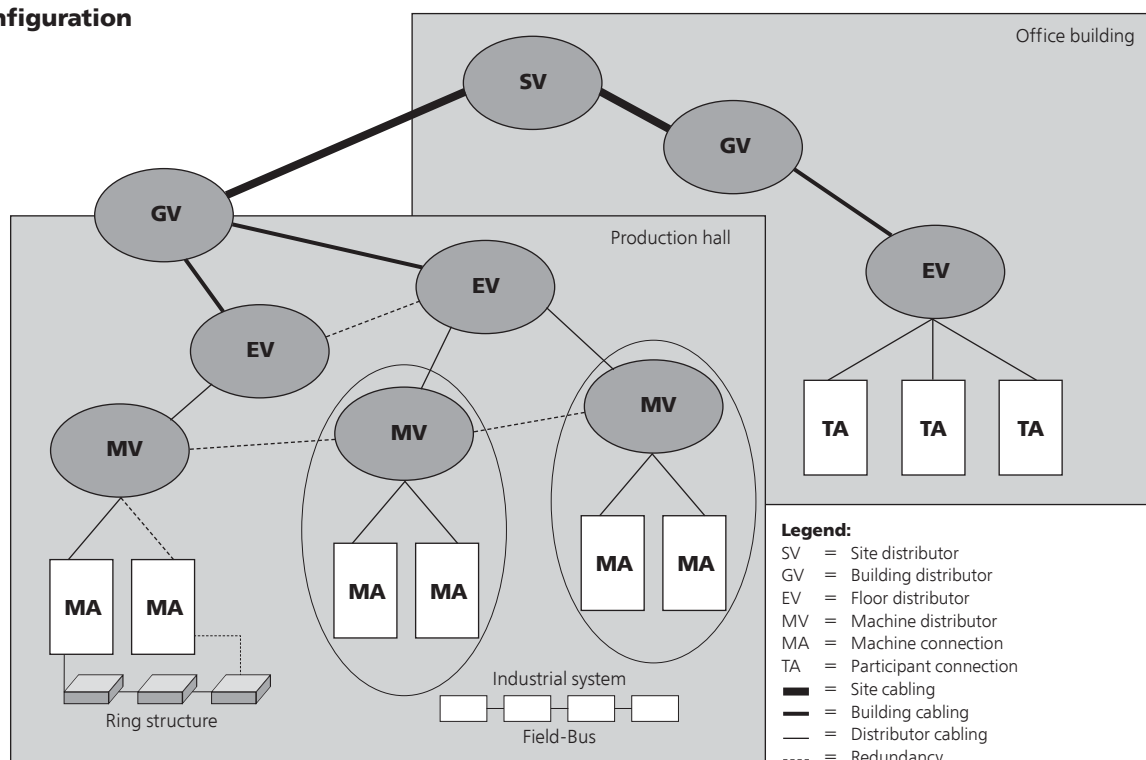 nfiguration
Office building
SV
GV
GV
Production hall
EV
EV
EV
MV
MV
MV
TA
TA
TA
MA
MA
MA
MA
MA
MA
Industrial system
Ring structure
Field-Bus
Legend:
SV = Site distributor
GV = Building distributor
EV = Floor distributor
MV = Machine distributor
MA = Machine connection
TA = Participant connection
= Site cabling
= Building cabling
= Distributor cabling
= Redundancy